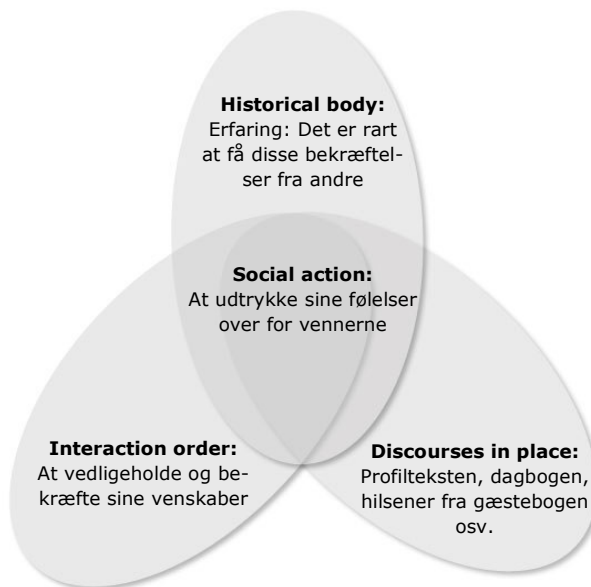 Historical body:
Erfaring: Det er rart
at få disse bekræftel-
ser fra andre
Social action:
At udtrykke sine følelser
over for vennerne
Interaction order:
At vedligeholde og be-
kræfte sine venskaber
Discourses in place:
Profilteksten, dagbogen,
hilsener fra gæstebogen
osv.